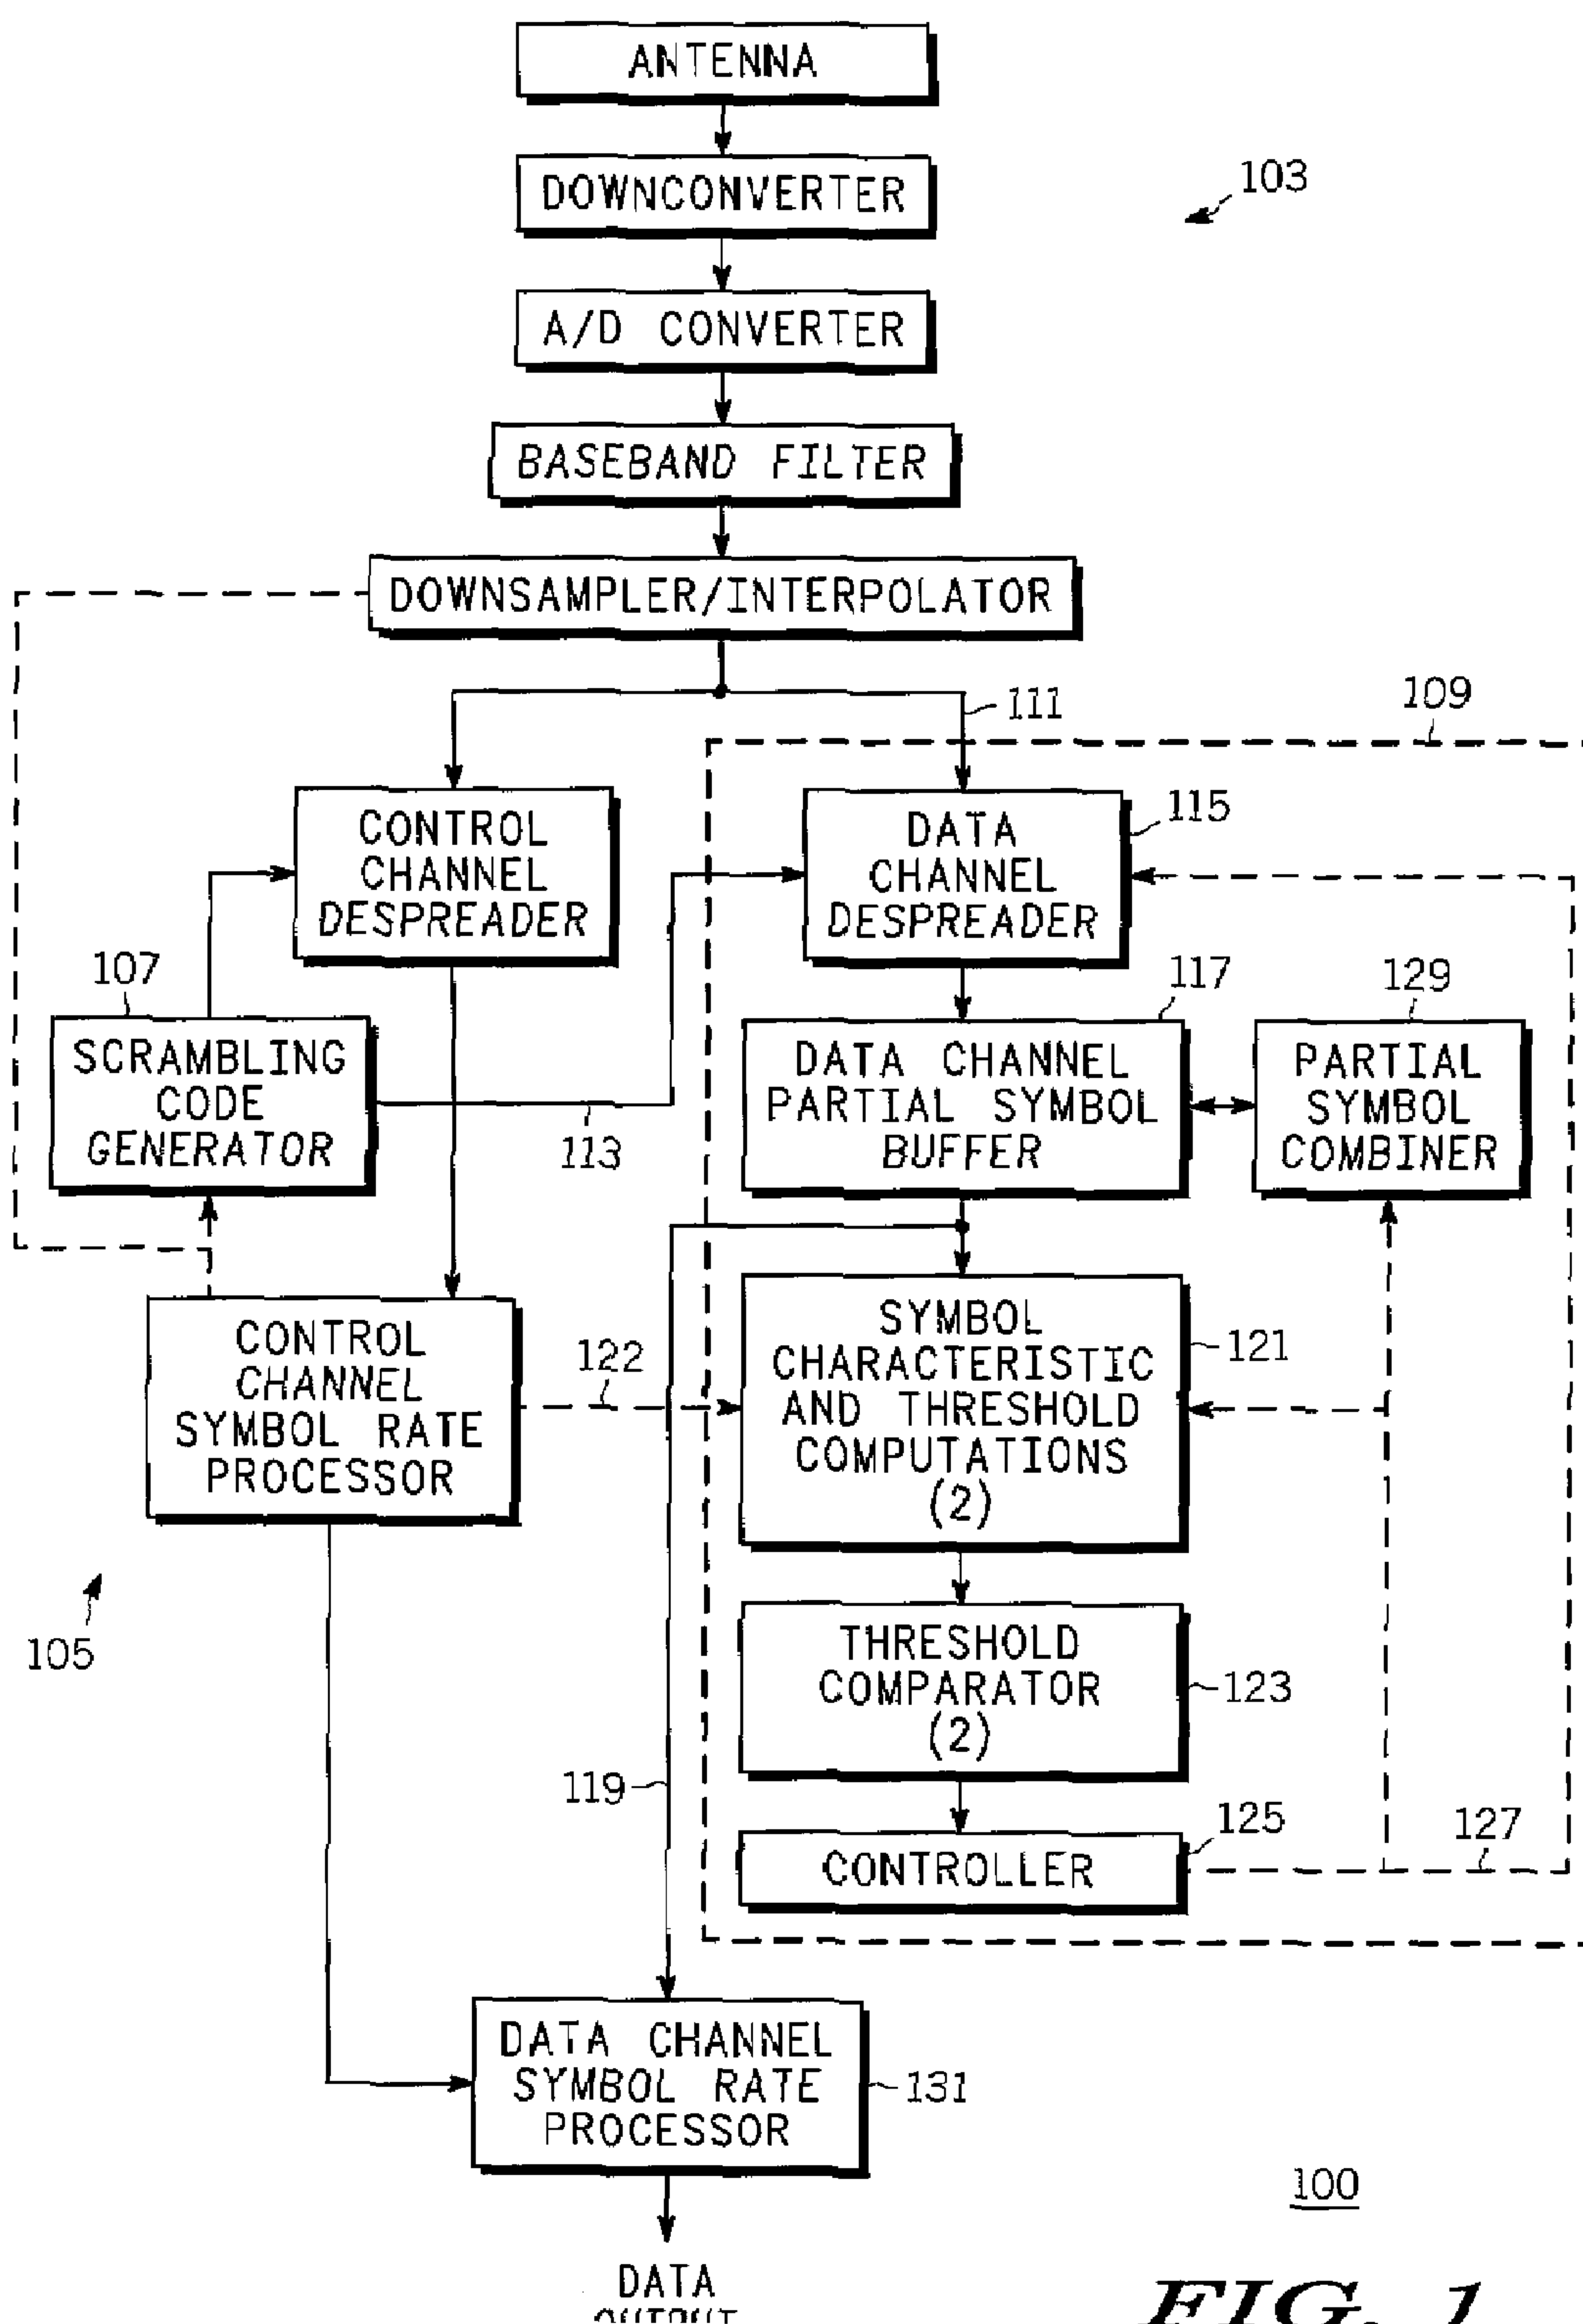 ANTENNA
103
DOWNCONVERTER
A/D CONVERTER
BASEBAND FILTER
DOWNSAMPLER/INTERPOLATOR
111
109
CONTROL
CHANNEL
DESPREADER
DATA
CHANNEL
DESPREADER
115
107
117
129
SCRAMBLING
CODE
GENERATOR
113
DATA CHANNEL
PARTIAL SYMBOL
BUFFER
PARTIAL
SYMBOL
COMBINER
CONTROL
CHANNEL
SYMBOL RATE
PROCESSOR
122
SYMBOL
CHARACTERISTIC
AND THRESHOLD
COMPUTATIONS
(2)
121
105
THRESHOLD
COMPARATOR
(2)
123
119
CONTROLLER
125
127
DATA CHANNEL
SYMBOL RATE
PROCESSOR
131
100
DATA
OUTPUT
FIG. 1